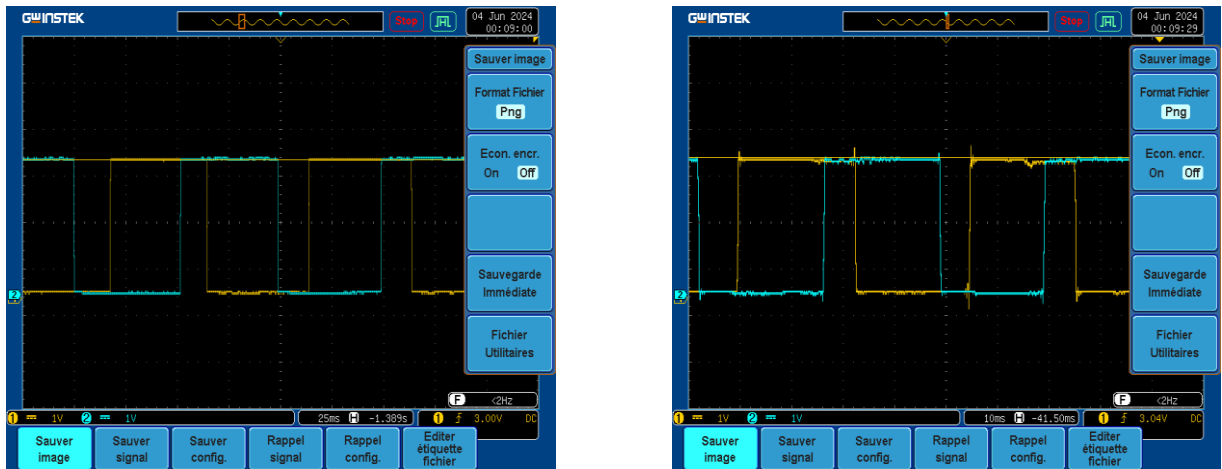 GWINSTEK
Stop
04 Jun 2024
00:09:00
Sauver image
Format Fichier
Png
Econ. encr.
On Off
Sauvegarde
Immédiate
Fichier
Utilitaires
2
F <2Hz
1 1V 2 1V
25ms H -1.389s
1 3.00V DC
Sauver
image
Sauver
signal
Sauver
config.
Rappel
signal
Rappel
config.
Editer
étiquette
fichier
GWINSTEK
Stop
04 Jun 2024
00:09:29
Sauver image
Format Fichier
Png
Econ. encr.
On Off
Sauvegarde
Immédiate
Fichier
Utilitaires
2
F <2Hz
1 1V 2 1V
10ms H -41.50ms
1 3.04V DC
Sauver
image
Sauver
signal
Sauver
config.
Rappel
signal
Rappel
config.
Editer
étiquette
fichier